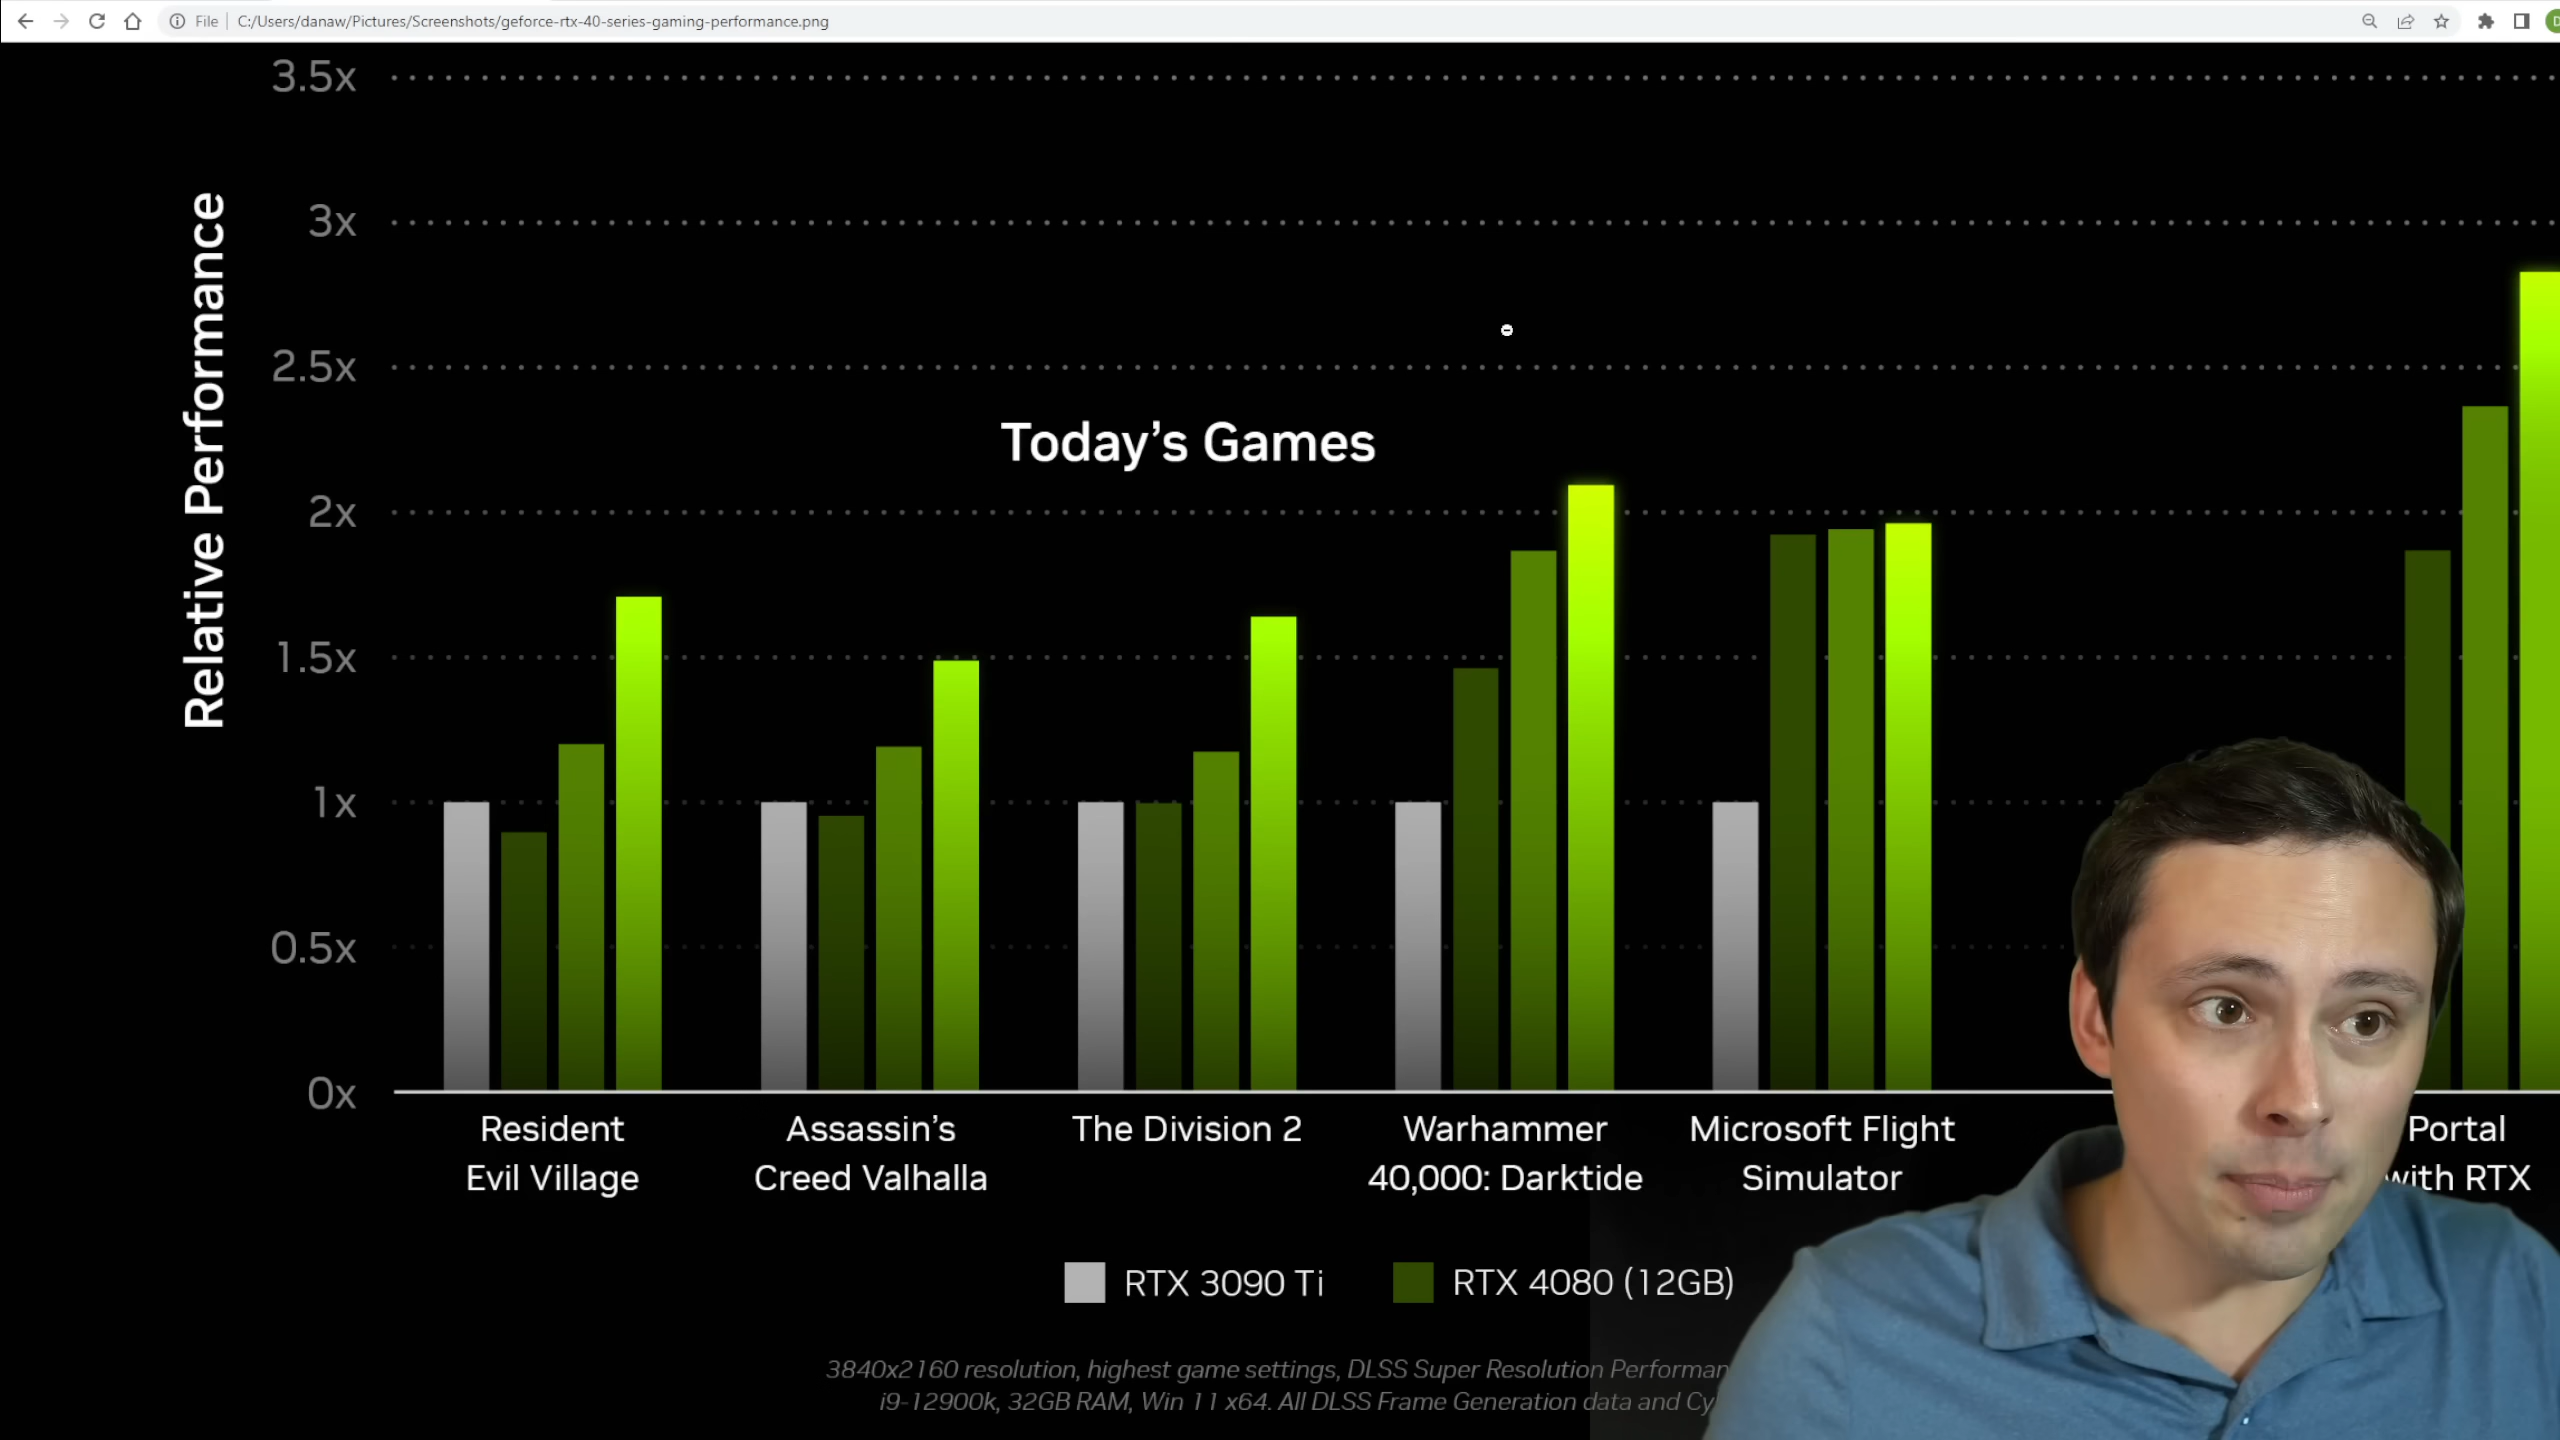 File
C:/Users/danaw/Pictures/Screenshots/geforce-rtx-40-series-gaming-performance.png
3.5x
3x
2.5x
2x
1.5x
1x
0.5x
0x
Relative Performance
Today's Games
Resident
Evil Village
Assassin's
Creed Valhalla
The Division 2
Warhammer
40,000: Darktide
Microsoft Flight
Simulator
Portal
with RTX
RTX 3090 Ti
RTX 4080 (12GB)
3840x2160 resolution, highest game settings, DLSS Super Resolution
i9-12900k, 32GB RAM, Win 11 x64. All DLSS Frame Generation data and